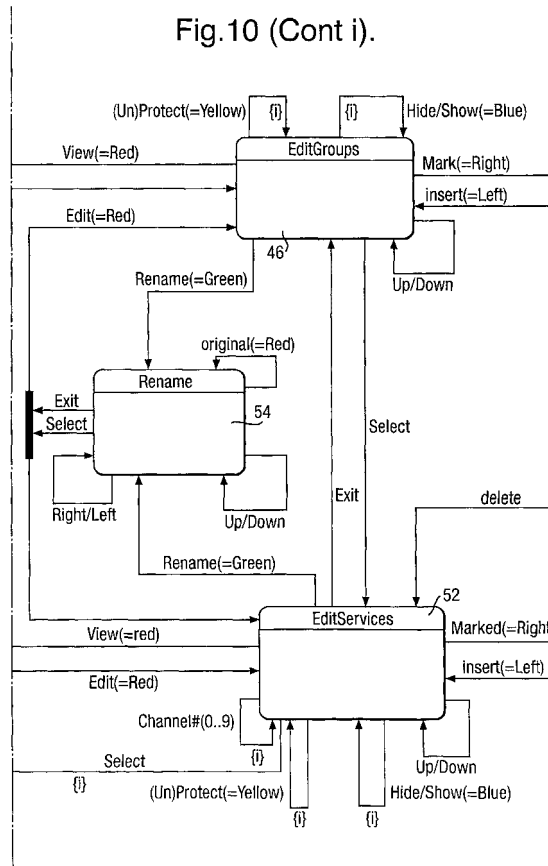 Fig.10 (Cont i).
(Un)Protect(=Yellow)
{i}
{i}
Hide/Show(=Blue)
EditGroups
View(=Red)
Mark(=Right)
insert(=Left)
Edit(=Red)
46
Up/Down
Rename(=Green)
original(=Red)
Rename
Exit
54
Select
Select
Right/Left
Up/Down
Exit
delete
Rename(=Green)
52
EditServices
View(=red)
Marked(=Right
insert(=Left)
Edit(=Red)
Channel#(0..9)
{i}
Select
Up/Down
{i}
(Un)Protect(=Yellow)
Hide/Show(=Blue)
{i}
{i}